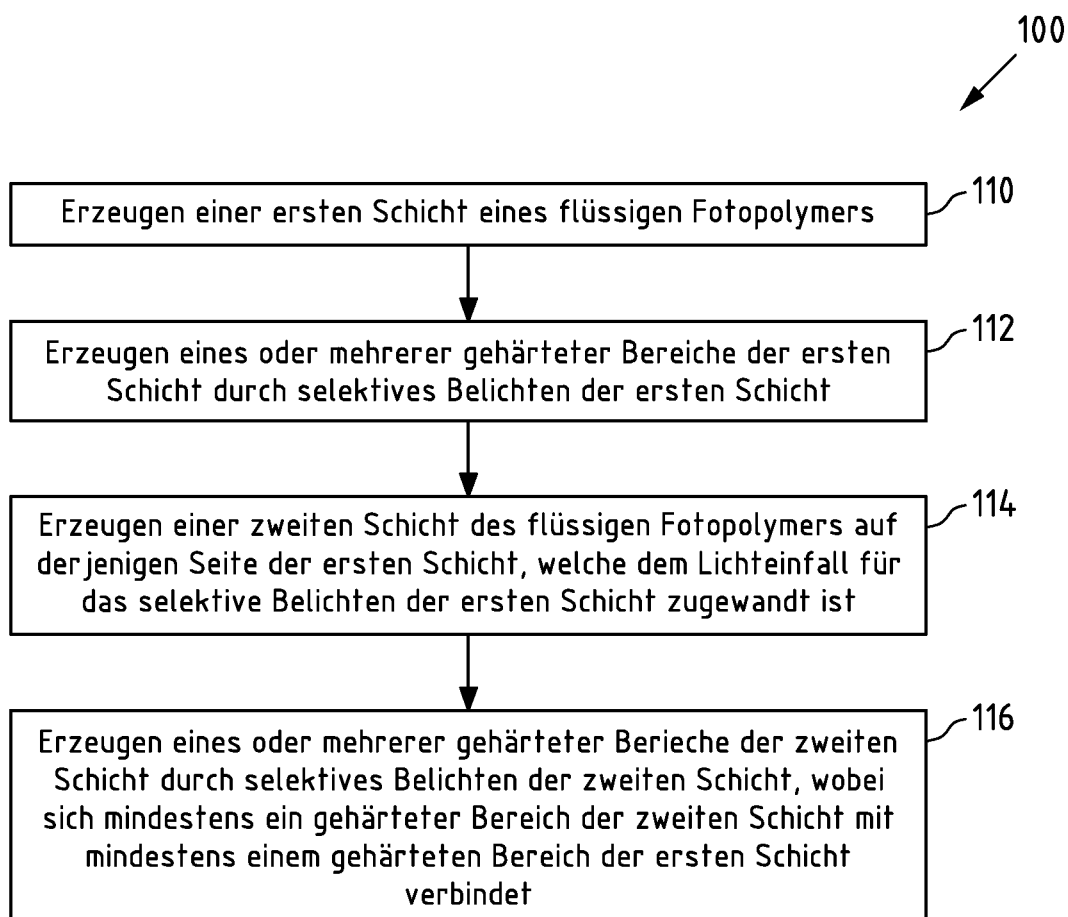 100
Erzeugen einer ersten Schicht eines flüssigen Fotopolymers
110
Erzeugen eines oder mehrerer gehärteter Bereiche der ersten
Schicht durch selektives Belichten der ersten Schicht
112
Erzeugen einer zweiten Schicht des flüssigen Fotopolymers auf
derjenigen Seite der ersten Schicht, welche dem Lichteinfall für
das selektive Belichten der ersten Schicht zugewandt ist
114
Erzeugen eines oder mehrerer gehärteter Berieche der zweiten
Schicht durch selektives Belichten der zweiten Schicht, wobei
sich mindestens ein gehärteter Bereich der zweiten Schicht mit
mindestens einem gehärteten Bereich der ersten Schicht
verbindet
116